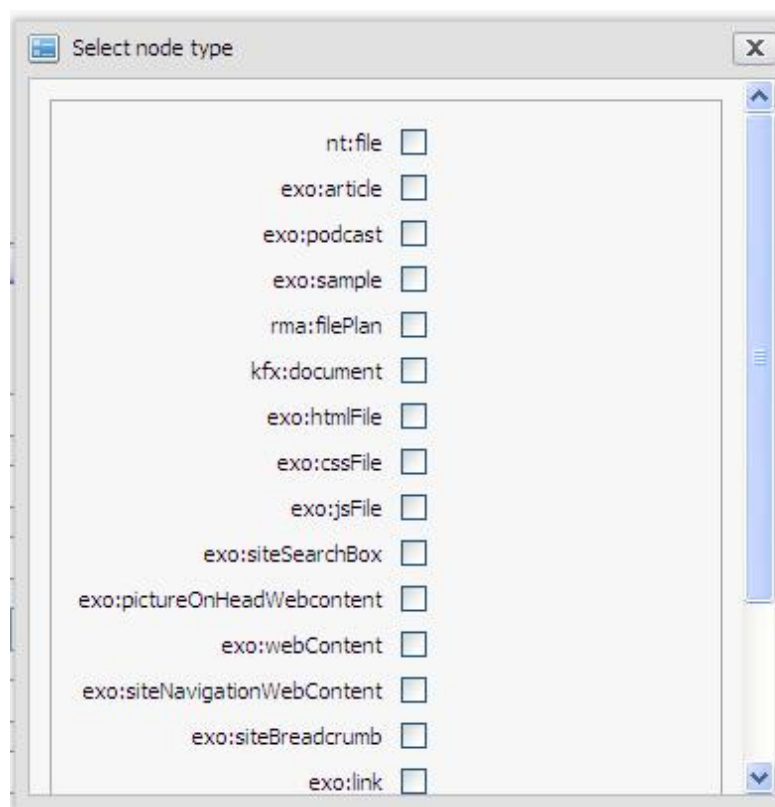 Select node type
nt:file
exo:article
exo:podcast
exo:sample
rma:filePlan
kfx:document
exo:htmlFile
exo:cssFile
exo:jsFile
exo:siteSearchBox
exo:pictureOnHeadWebcontent
exo:webContent
exo:siteNavigationWebContent
exo:siteBreadcrumb
exo:link